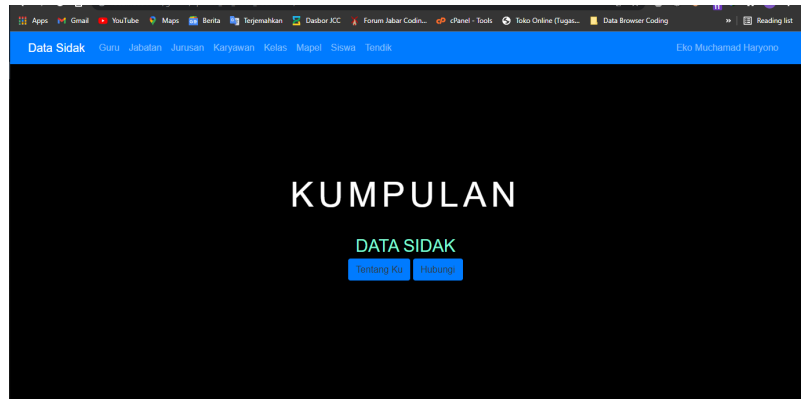 Apps Gmail YouTube Maps Berita Terjemahkan Dasbor JCC Forum Jabar Codin... cPanel - Tools Toko Online (Tugas... Data Browser Coding » Reading list
Data Sidak Guru Jabatan Jurusan Karyawan Kelas Mapel Siswa Tendik Eko Muchamad Haryono
KUMPULAN
DATA SIDAK
Tentang Ku Hubungi